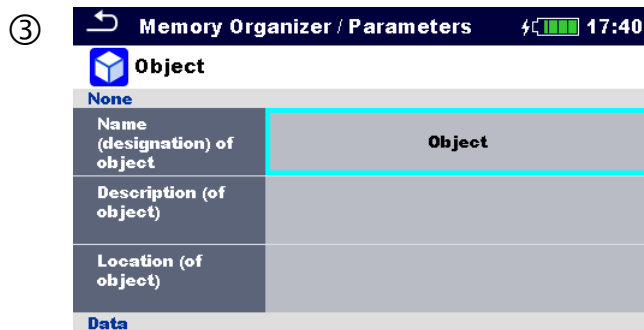 ③
Memory Organizer / Parameters 17:40
Object
None
Name
(designation) of
object
Object
Description (of
object)
Location (of
object)
Data